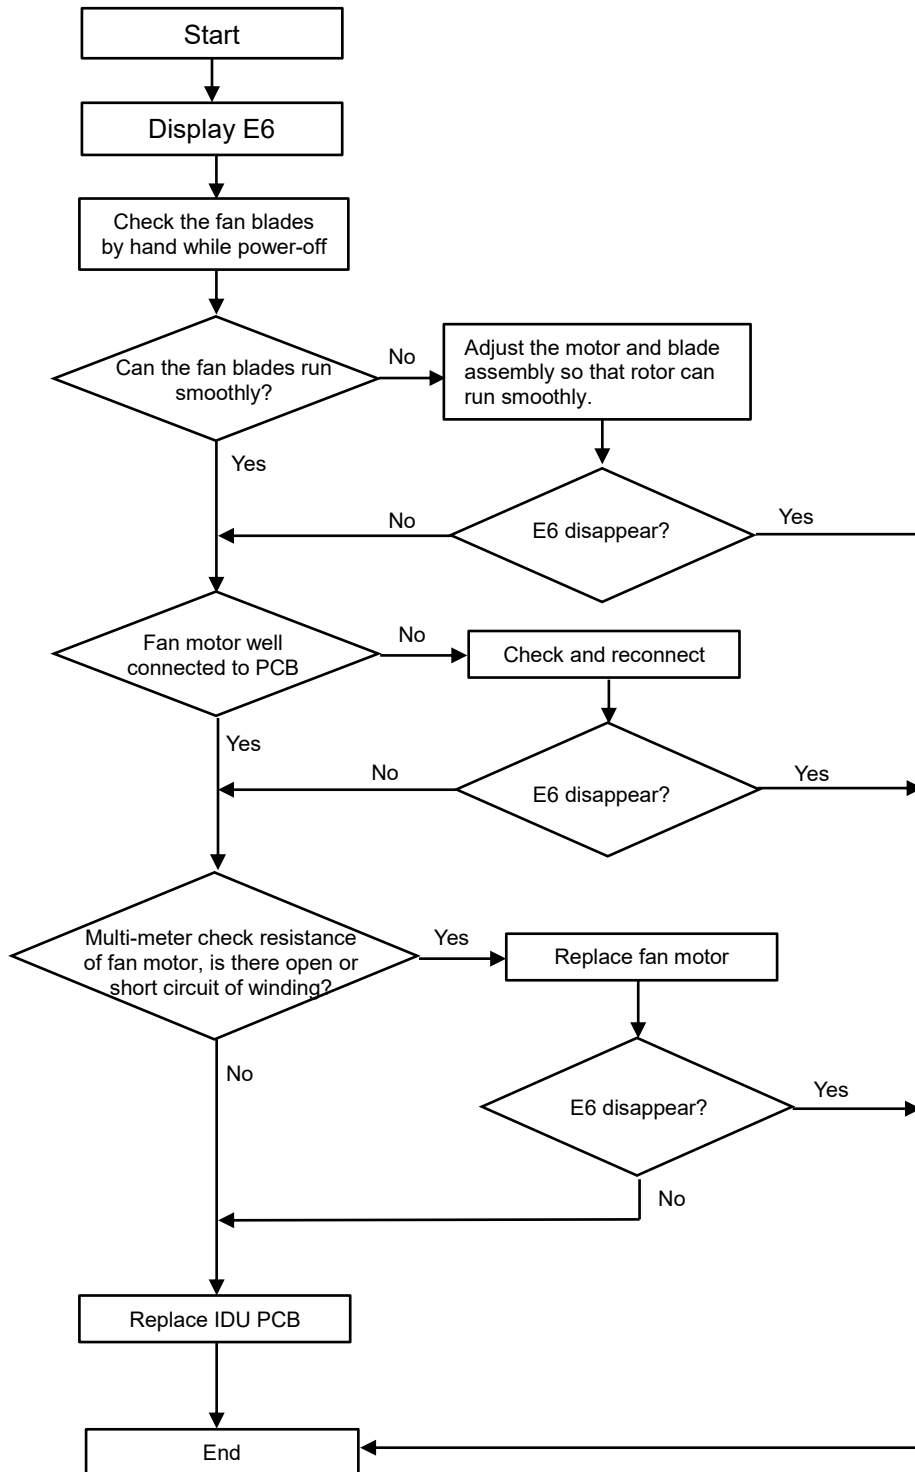 Start
Display E6
Check the fan blades
by hand while power-off
Can the fan blades run
smoothly?
No
Adjust the motor and blade
assembly so that rotor can
run smoothly.
Yes
No
E6 disappear?
Yes
Fan motor well
connected to PCB
No
Check and reconnect
Yes
No
E6 disappear?
Yes
Multi-meter check resistance
of fan motor, is there open or
short circuit of winding?
Yes
Replace fan motor
No
E6 disappear?
Yes
No
Replace IDU PCB
End